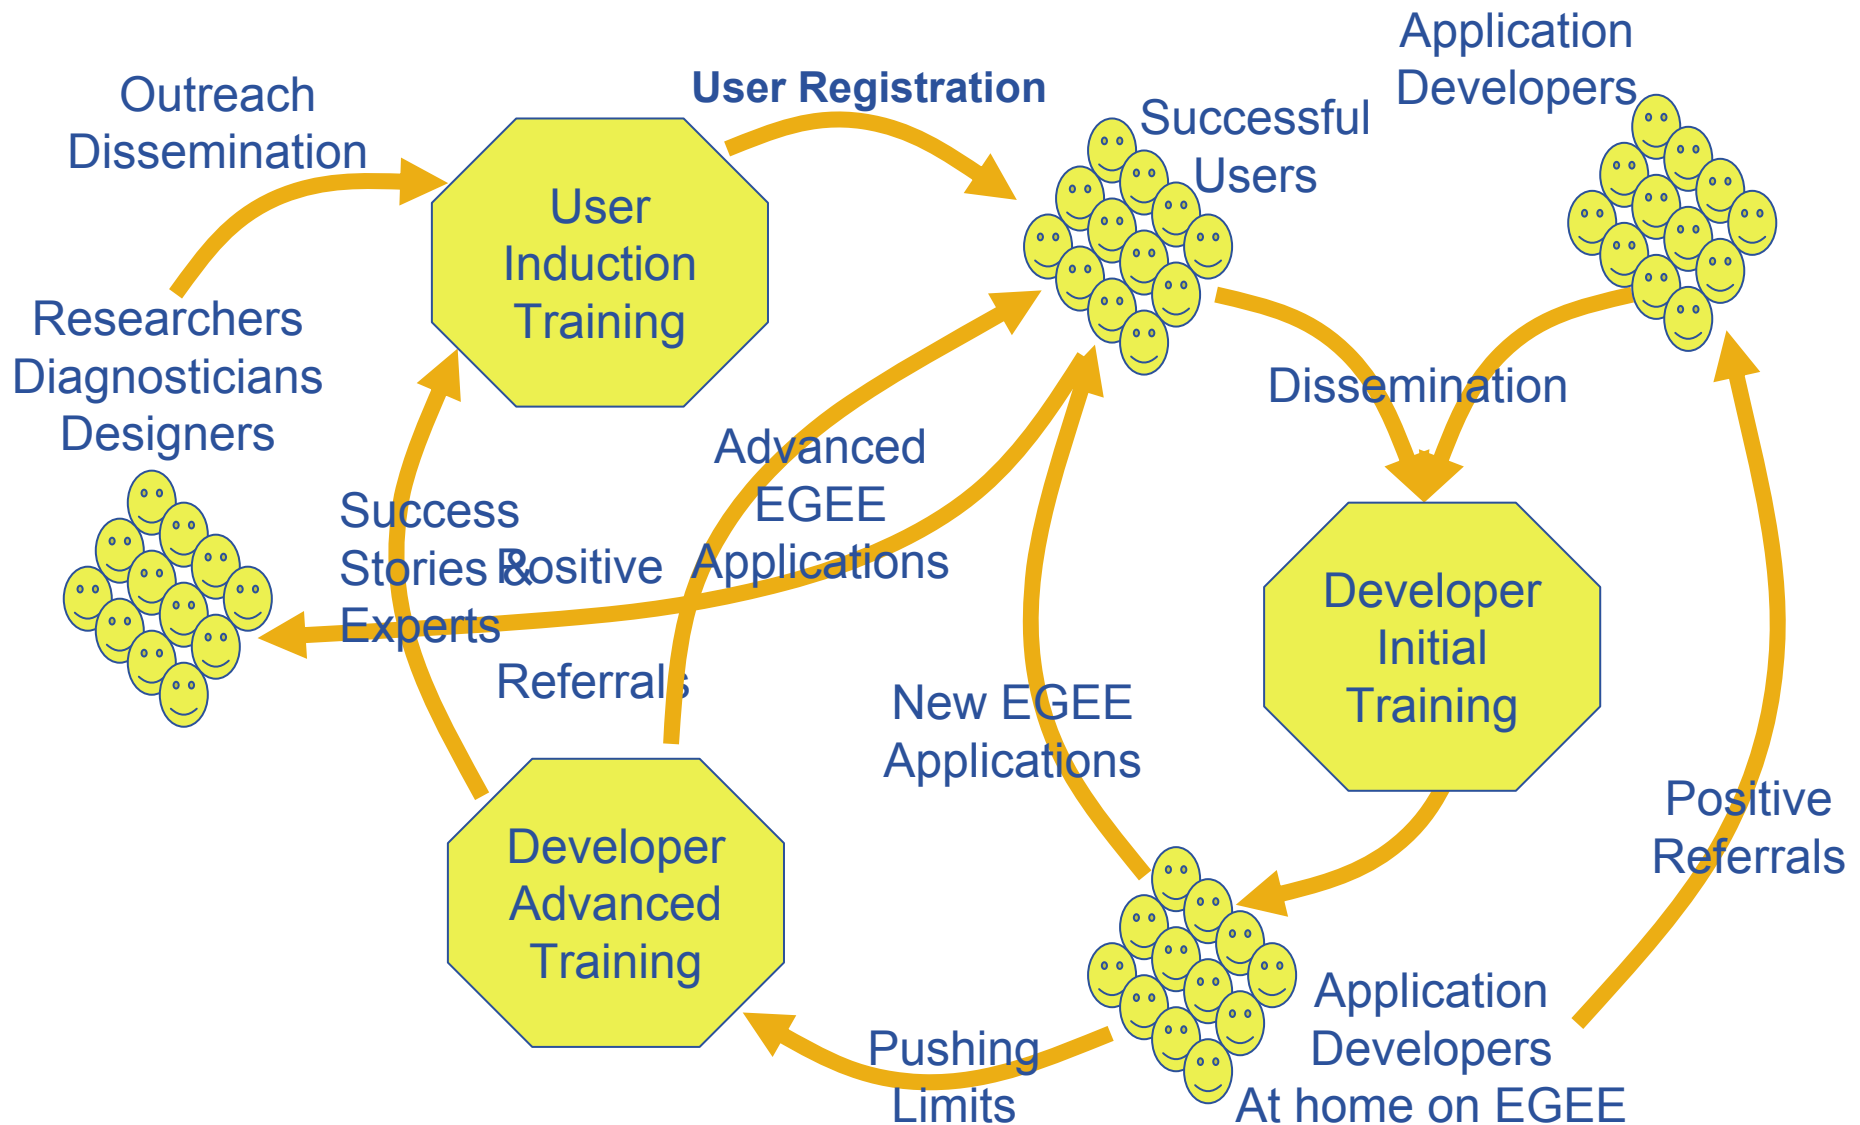 Outreach
Dissemination
User Registration
Successful
Users
Application
Developers
User
Induction
Training
Researchers
Diagnosticians
Designers
Dissemination
Advanced
EGEE
Applications
Success
Stories &
Experts
Positive
Referrals
New EGEE
Applications
Developer
Initial
Training
Positive
Referrals
Developer
Advanced
Training
Pushing
Limits
Application
Developers
At home on EGEE